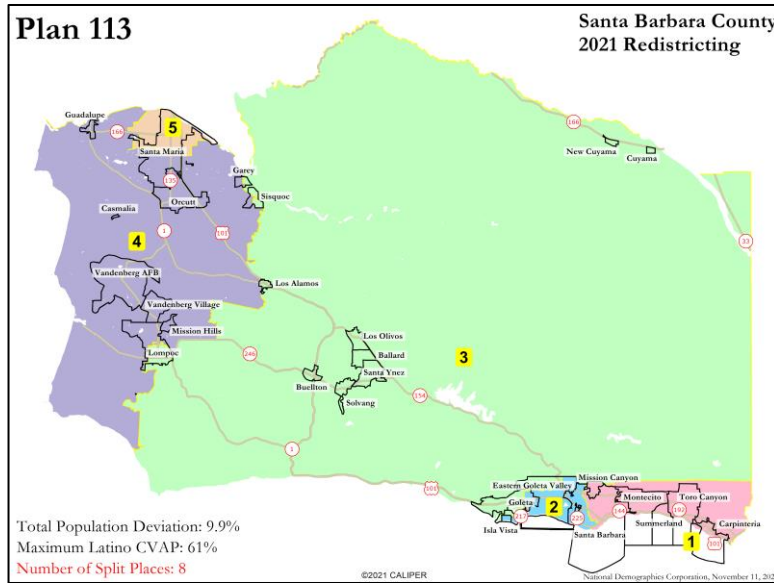 Plan 113
Santa Barbara County
2021 Redistricting
Guadalupe
166
5
Santa Maria
166
New Cuyama
Cuyama
Garey
135
Sisquoc
Orcutt
Casmalia
1
101
33
4
Vandenberg AFB
Los Alamos
Vandenberg Village
Mission Hills
Los Olivos
Lompoc
246
Ballard
3
Santa Ynez
Buellton
154
Solvang
1
101
Mission Canyon
Eastern Goleta Valley
Montecito
Toro Canyon
Goleta
2
144
192
217
225
Isla Vista
Summerland
Carpinteria
Santa Barbara
1
101
Total Population Deviation: 9.9%
Maximum Latino CVAP: 61%
Number of Split Places: 8
©2021 CALIPER
National Demographics Corporation, November 11, 202